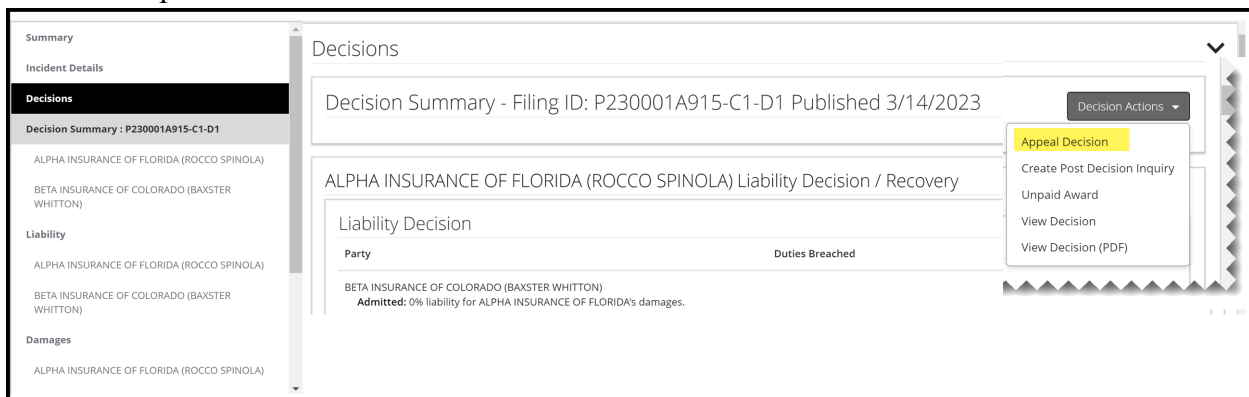 Summary
Incident Details
Decisions
Decision Summary : P230001A915-C1-D1
ALPHA INSURANCE OF FLORIDA (ROCCO SPINOLA)
BETA INSURANCE OF COLORADO (BAXSTER
WHITTON)
Liability
ALPHA INSURANCE OF FLORIDA (ROCCO SPINOLA)
BETA INSURANCE OF COLORADO (BAXSTER
WHITTON)
Damages
ALPHA INSURANCE OF FLORIDA (ROCCO SPINOLA)
Decisions
Decision Summary - Filing ID: P230001A915-C1-D1 Published 3/14/2023
Decision Actions
Appeal Decision
Create Post Decision Inquiry
Unpaid Award
View Decision
View Decision (PDF)
ALPHA INSURANCE OF FLORIDA (ROCCO SPINOLA) Liability Decision / Recovery
Liability Decision
Party Duties Breached
BETA INSURANCE OF COLORADO (BAXSTER WHITTON)
Admitted: 0% liability for ALPHA INSURANCE OF FLORIDA's damages.